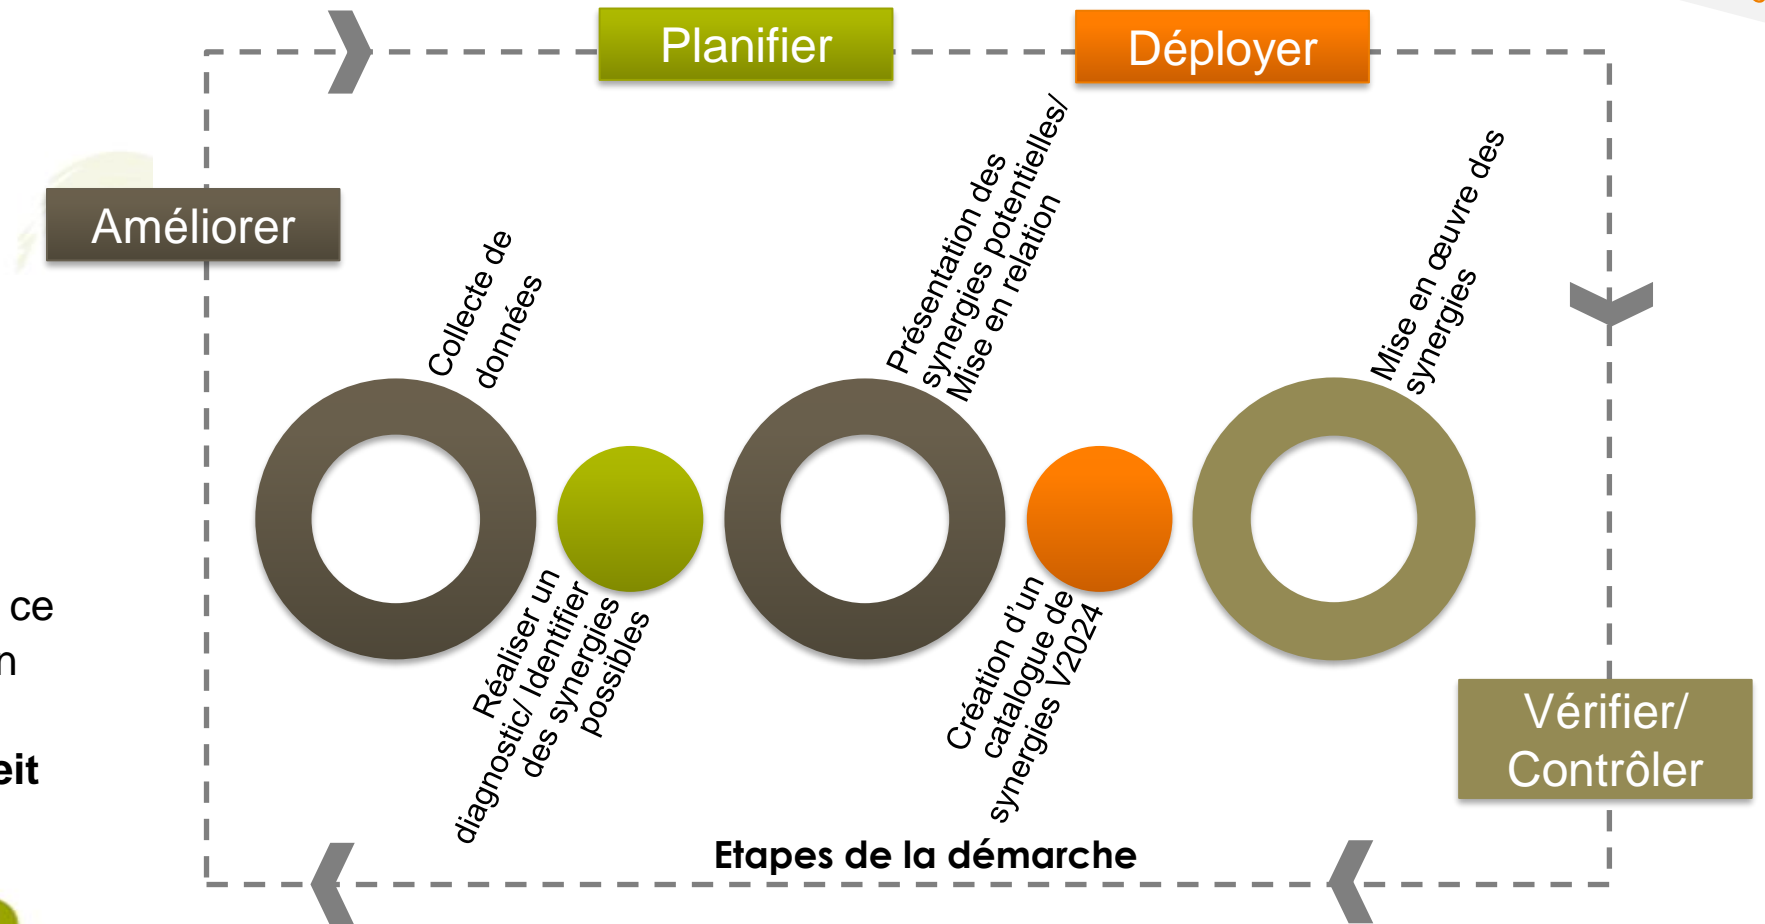 Planifier
Déployer
Améliorer
Collecte de
données
Présentation des
synergies potentielles/
Mise en relation
Mise en œuvre des
synergies
Réaliser un
diagnostic/ Identifier
des synergies
possibles
Création d’un
catalogue de
synergies V2024
ce
Vérifier/
Contrôler
Etapes de la démarche